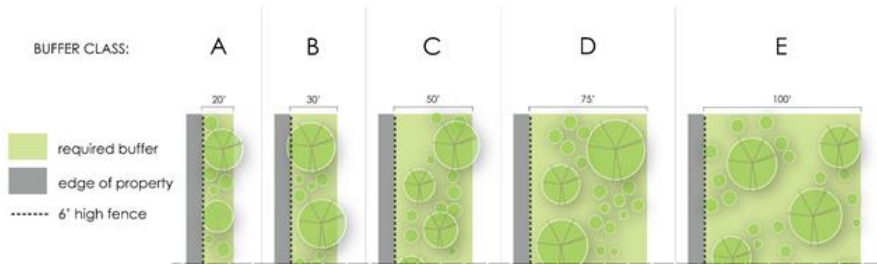 BUFFER CLASS: A B C D E
20' 30' 50' 75' 100'
required buffer
edge of property
6' high fence